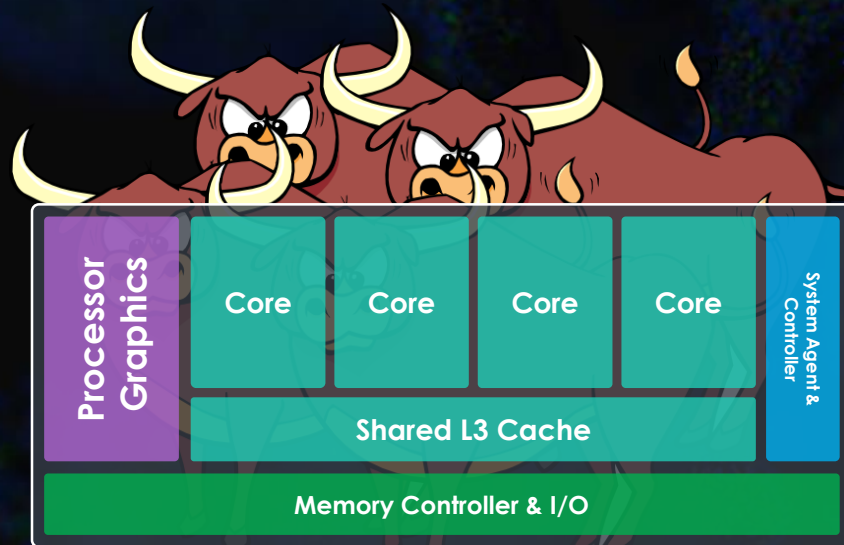 Processor
Graphics
Core
Core
Core
Core
System Agent &
Controller
Shared L3 Cache
Memory Controller & I/O